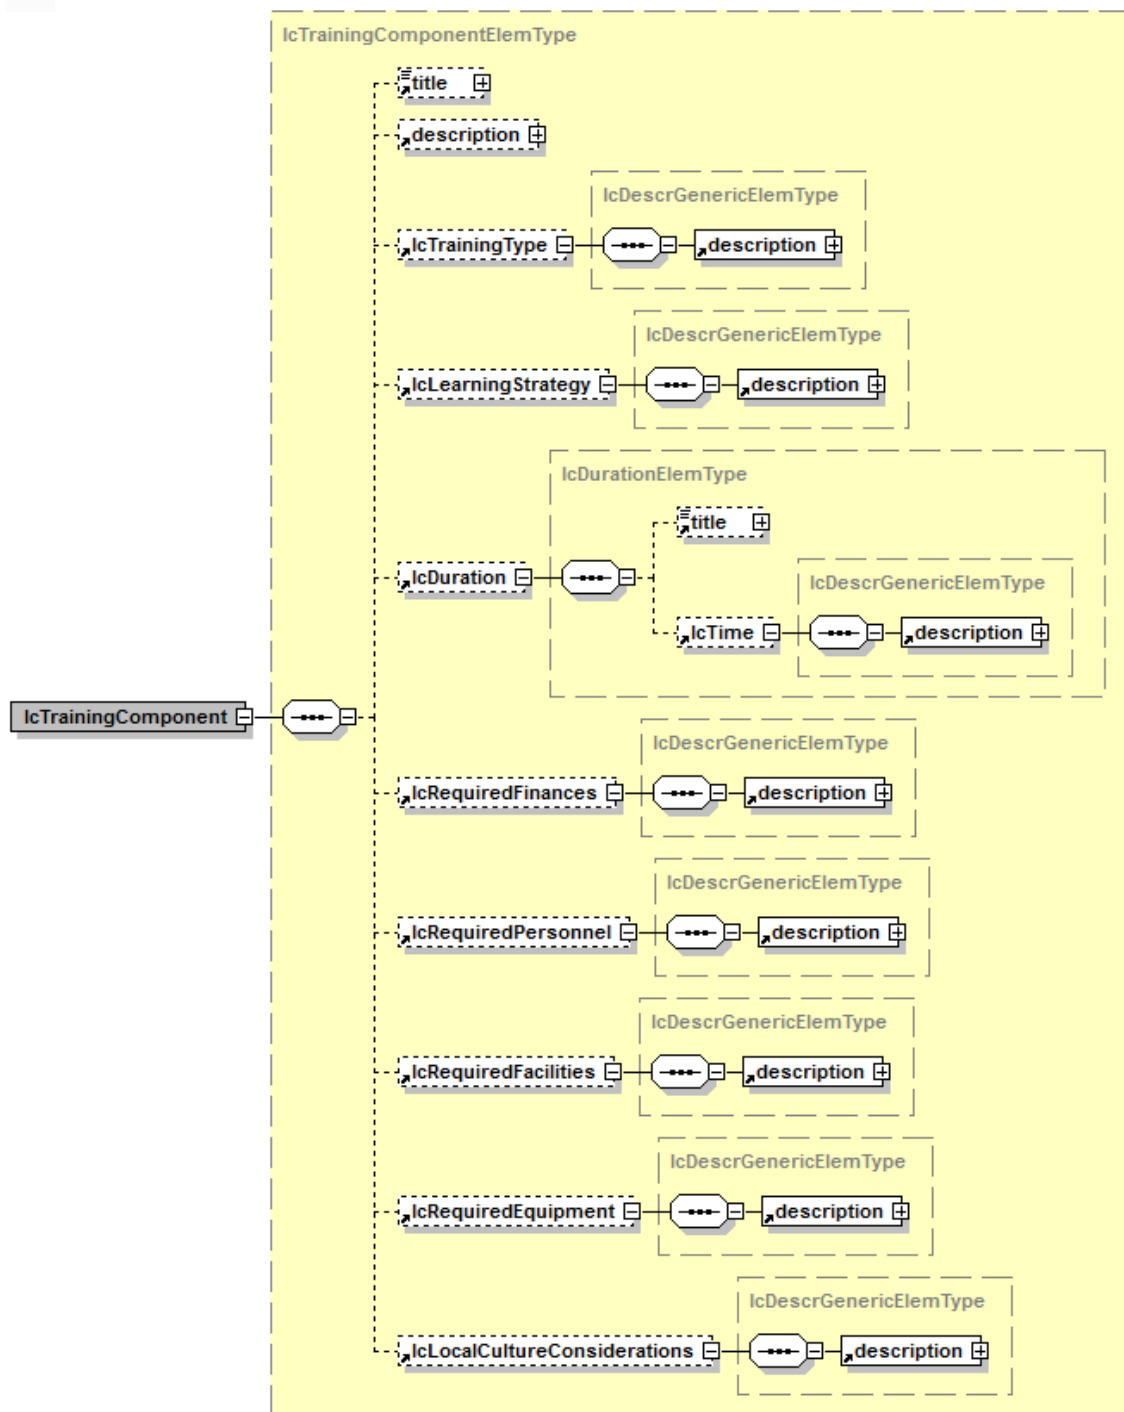 lcTrainingComponentElemType
title
description
lcDescrGenericElemType
lcTrainingType
description
lcDescrGenericElemType
lcLearningStrategy
description
lcDurationElemType
title
lcDuration
lcDescrGenericElemType
lcTime
description
lcTrainingComponent
lcDescrGenericElemType
lcRequiredFinances
description
lcDescrGenericElemType
lcRequiredPersonnel
description
lcDescrGenericElemType
lcRequiredFacilities
description
lcDescrGenericElemType
lcRequiredEquipment
description
lcDescrGenericElemType
lcLocalCultureConsiderations
description